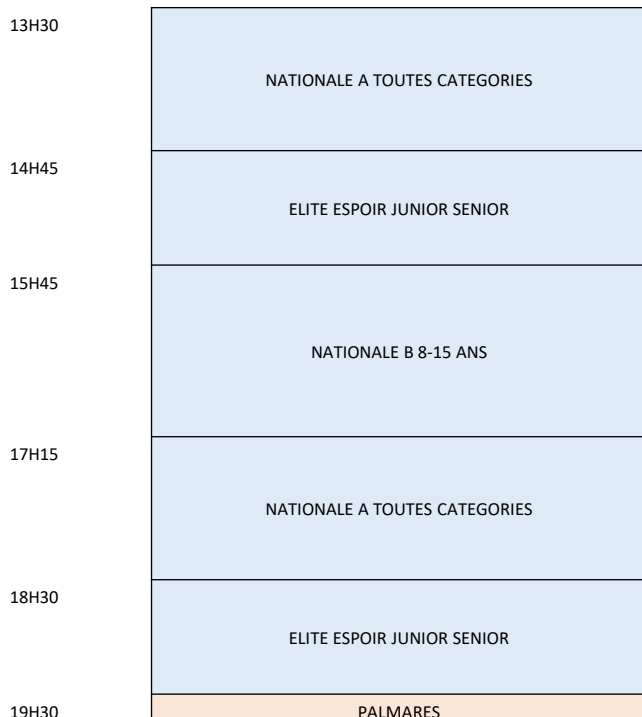 13H30
NATIONALE A TOUTES CATEGORIES
14H45
ELITE ESPOIR JUNIOR SENIOR
15H45
NATIONALE B 8-15 ANS
17H15
NATIONALE A TOUTES CATEGORIES
18H30
ELITE ESPOIR JUNIOR SENIOR
19H30 PALMARES